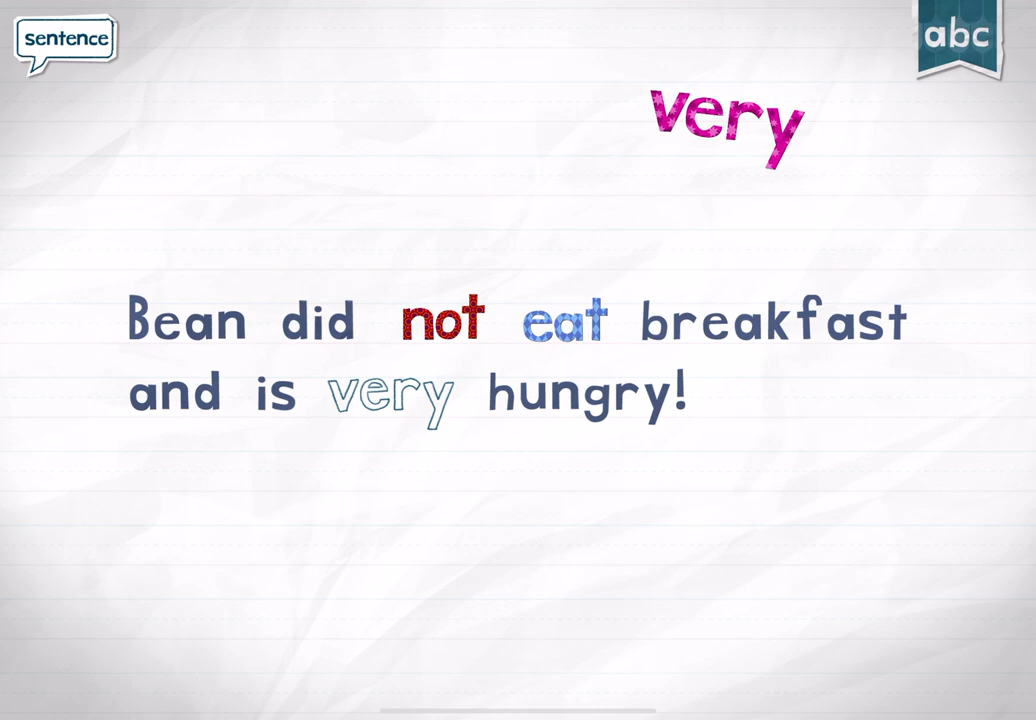 sentence
abc
very
Bean did not eat breakfast
and is very hungry!